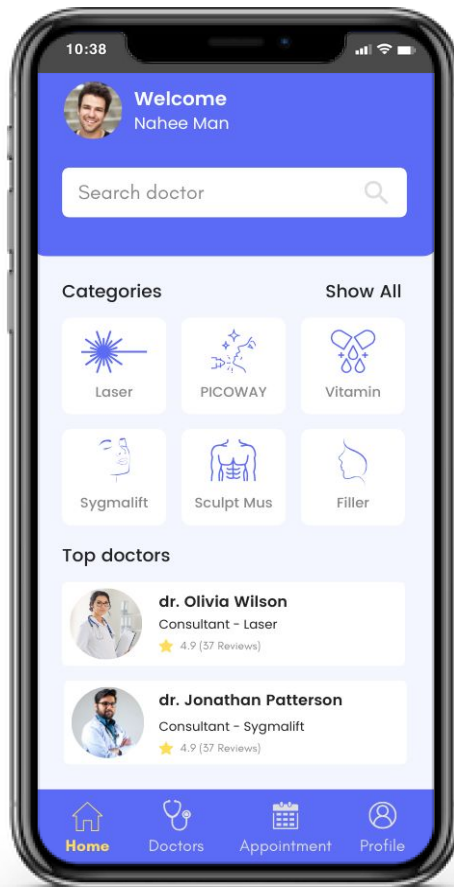 10:38
Welcome
Nahee Man
Search doctor
Categories Show All
Laser PICOWAY Vitamin
Sygmalift Sculpt Mus Filler
Top doctors
dr. Olivia Wilson
Consultant - Laser
4.9 (37 Reviews)
dr. Jonathan Patterson
Consultant - Sygmalift
4.9 (37 Reviews)
Home Doctors Appointment Profile